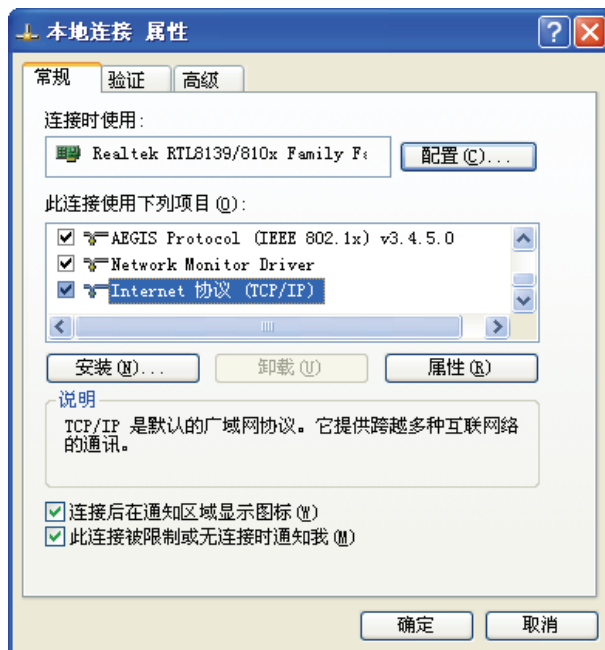 本地连接 属性
常规 验证 高级
连接时使用:
Realtek RTL8139/810x Family Fa
配置(C)...
此连接使用下列项目(O):
AEGIS Protocol (IEEE 802.1x) v3.4.5.0
Network Monitor Driver
Internet 协议 (TCP/IP)
安装(N)... 卸载(U) 属性(R)
说明
TCP/IP 是默认的广域网协议。它提供跨越多种互联网络
的通讯。
连接后在通知区域显示图标(W)
此连接被限制或无连接时通知我(M)
确定 取消